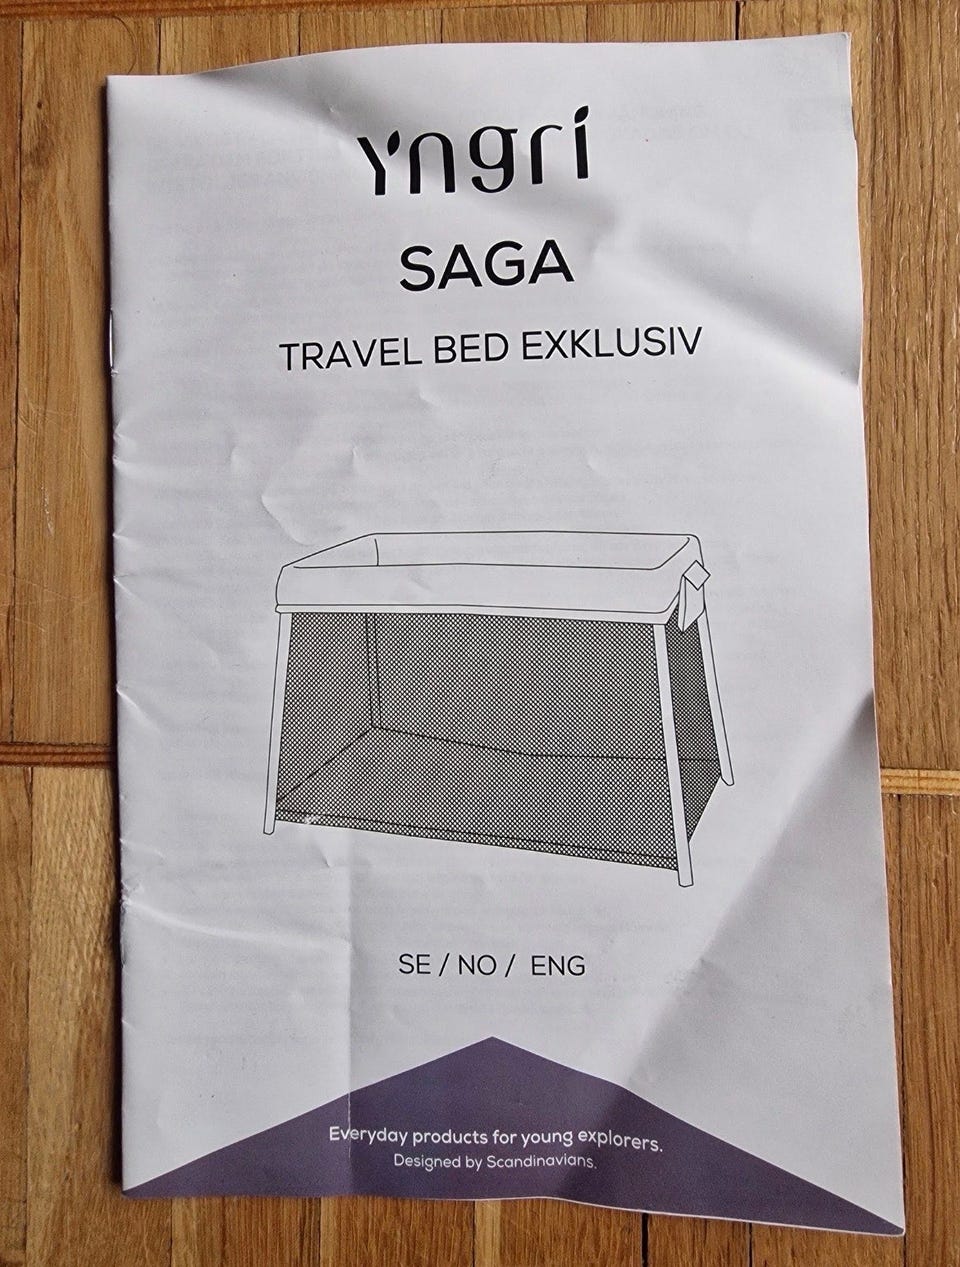 Yngri
SAGA
TRAVEL BED EXKLUSIV
SE / NO / ENG
Everyday products for young explorers.
Designed by Scandinavians.